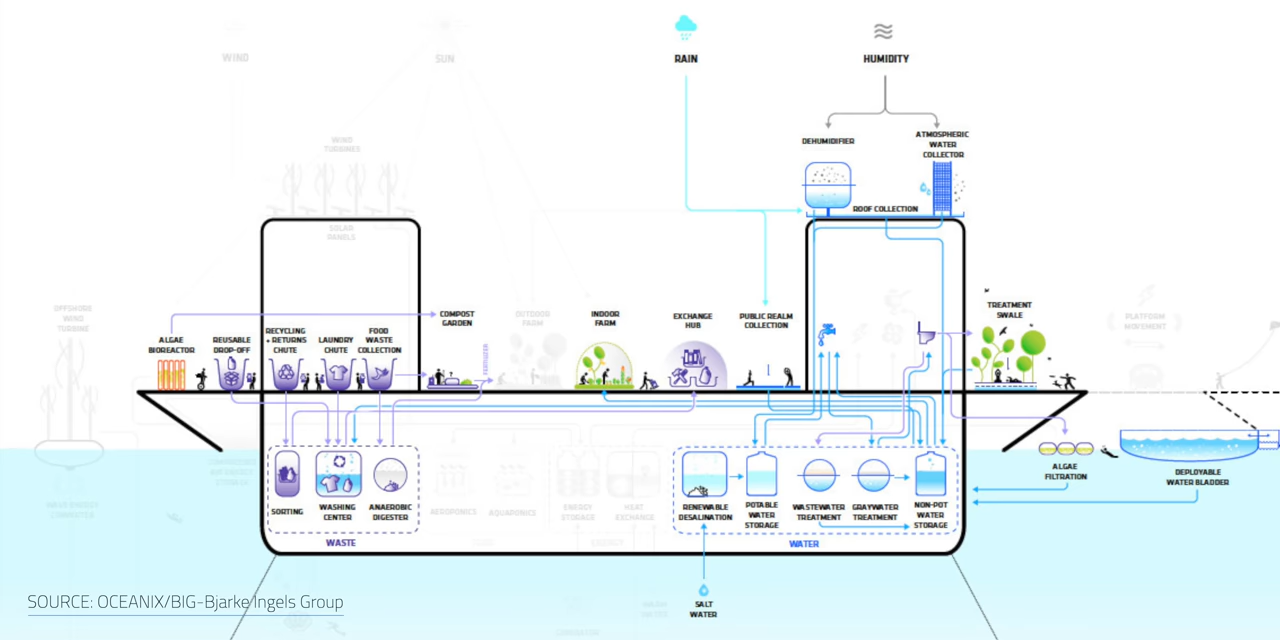 RAIN
HUMIDITY
WIND
SUN
DEHUMIDIFIER
ATMOSPHERIC
WATER
COLLECTOR
WIND
TURBINES
ROOF COLLECTION
SOLAR
PANELS
OFFSHORE
WIND
TURBINE
ALGAE
BIOREACTOR
REUSABLE
DROP-OFF
RECYCLING
+ RETURNS
CHUTE
LAUNDRY
CHUTE
FOOD
WASTE
COLLECTION
COMPOST
GARDEN
FERTILIZER
OUTDOOR
FARM
INDOOR
FARM
EXCHANGE
HUB
PUBLIC REALM
COLLECTION
TREATMENT
SWALE
PLATFORM
MOVEMENT
SORTING
WASHING
CENTER
ANAEROBIC
DIGESTER
AEROPONICS
AQUAPONICS
ENERGY
STORAGE
HEAT
EXCHANGE
RENEWABLE
DESALINATION
POTABLE
WATER
STORAGE
WASTEWATER
TREATMENT
GRAYWATER
TREATMENT
NON-POT
WATER
STORAGE
ALGAE
FILTRATION
DEPLOYABLE
WATER BLADDER
WASTE
FOOD
ENERGY
WATER
SALT
WATER
SOURCE: OCEANIX/BIG-Bjarke Ingels Group